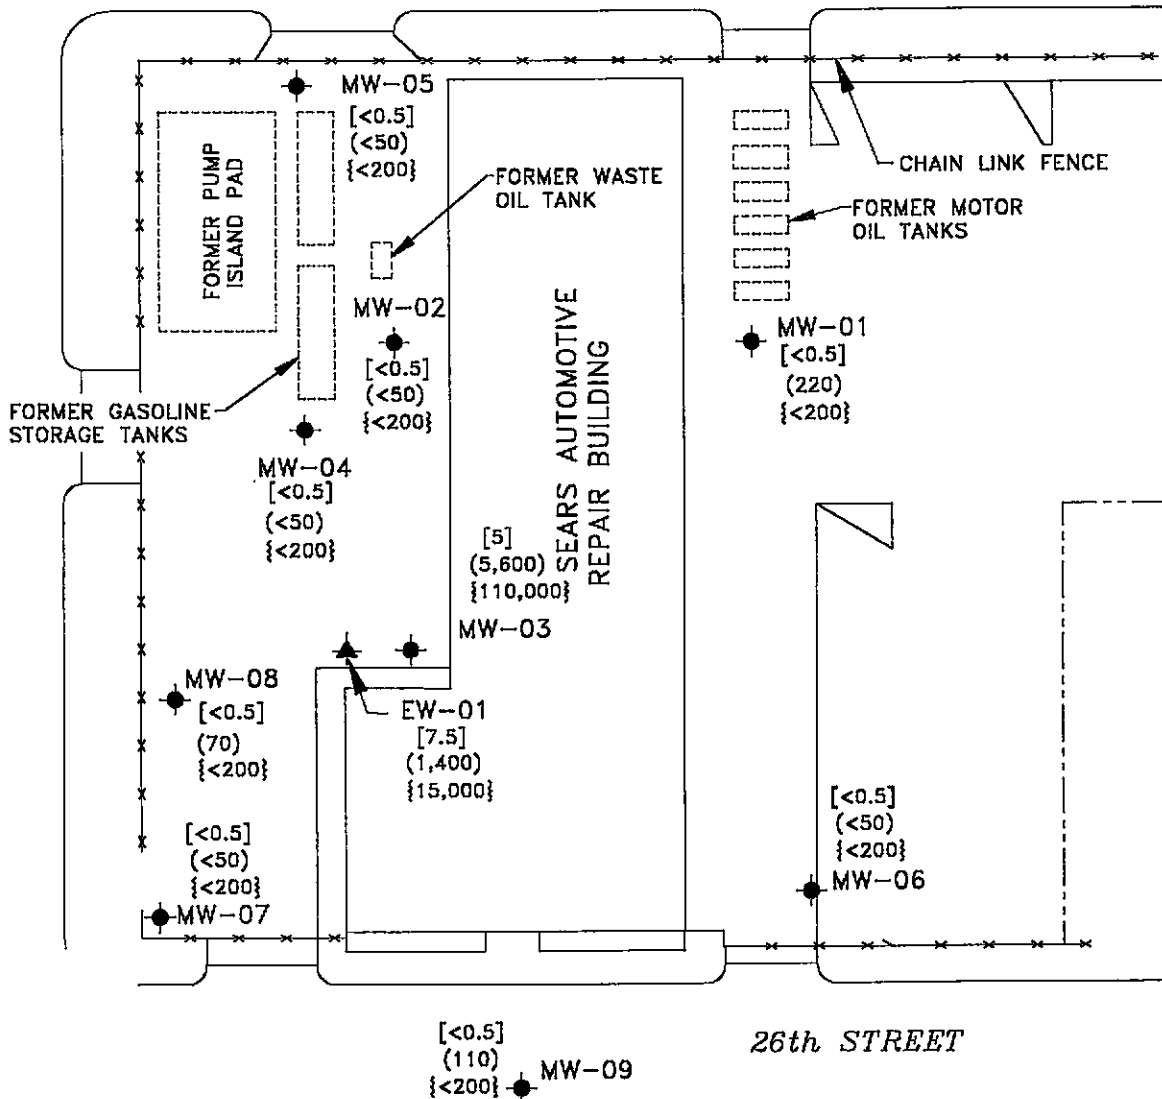 MW-05
[<0.5]
(<50)
{<200}
FORMER PUMP
ISLAND PAD
FORMER WASTE
OIL TANK
CHAIN LINK FENCE
FORMER MOTOR
OIL TANKS
MW-02
[<0.5]
(<50)
{<200}
MW-01
[<0.5]
(220)
{<200}
FORMER GASOLINE
STORAGE TANKS
MW-04
[<0.5]
(<50)
{<200}
SEARS AUTOMOTIVE
REPAIR BUILDING
[5]
(5,600)
{110,000}
MW-03
MW-08
[<0.5]
(70)
{<200}
EW-01
[7.5]
(1,400)
{15,000}
[<0.5]
(<50)
{<200}
MW-06
[<0.5]
(<50)
{<200}
MW-07
[<0.5]
(110)
{<200}
MW-09
26th STREET